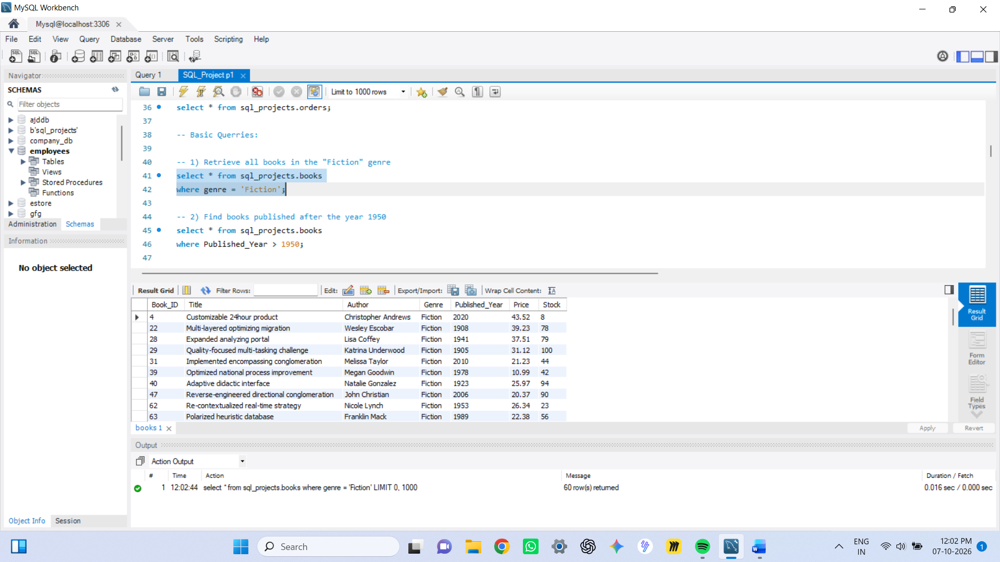 MySQL Workbench
Mysql@localhost:3306
File Edit View Query Database Server Tools Scripting Help
Navigator
SCHEMAS
Filter objects
ajddb
b'sql_projects'
company_db
employees
Tables
Views
Stored Procedures
Functions
estore
gfg
Administration Schemas
Information
No object selected
Object Info Session
Query 1 SQL_Project p1
Limit to 1000 rows
36 select * from sql_projects.orders;
37
38 -- Basic Querries:
39
40 -- 1) Retrieve all books in the "Fiction" genre
41 select * from sql_projects.books
42 where genre = 'Fiction';
43
44 -- 2) Find books published after the year 1950
45 select * from sql_projects.books
46 where Published_Year > 1950;
47
Result Grid Filter Rows: Edit: Export/Import: Wrap Cell Content:
Book_ID Title Author Genre Published_Year Price Stock
4 Customizable 24hour product Christopher Andrews Fiction 2020 43.52 8
22 Multi-layered optimizing migration Wesley Escobar Fiction 1908 39.23 78
28 Expanded analyzing portal Lisa Coffey Fiction 1941 37.51 79
29 Quality-focused multi-tasking challenge Katrina Underwood Fiction 1905 31.12 100
31 Implemented encompassing conglomeration Melissa Taylor Fiction 2010 21.23 44
39 Optimized national process improvement Megan Goodwin Fiction 1978 10.99 42
40 Adaptive didactic interface Natalie Gonzalez Fiction 1923 25.97 94
47 Reverse-engineered directional conglomeration John Christian Fiction 2006 20.37 90
62 Re-contextualized real-time strategy Nicole Lynch Fiction 1953 26.34 23
63 Polarized heuristic database Franklin Mack Fiction 1989 22.38 56
Result
Grid
Form
Editor
Field
Types
books 1 Apply Revert
Output
Action Output
# Time Action Message Duration / Fetch
1 12:02:44 select * from sql_projects.books where genre = 'Fiction' LIMIT 0, 1000 60 row(s) returned 0.016 sec / 0.000 sec
Search
ENG
IN
12:02 PM
07-10-2026
1